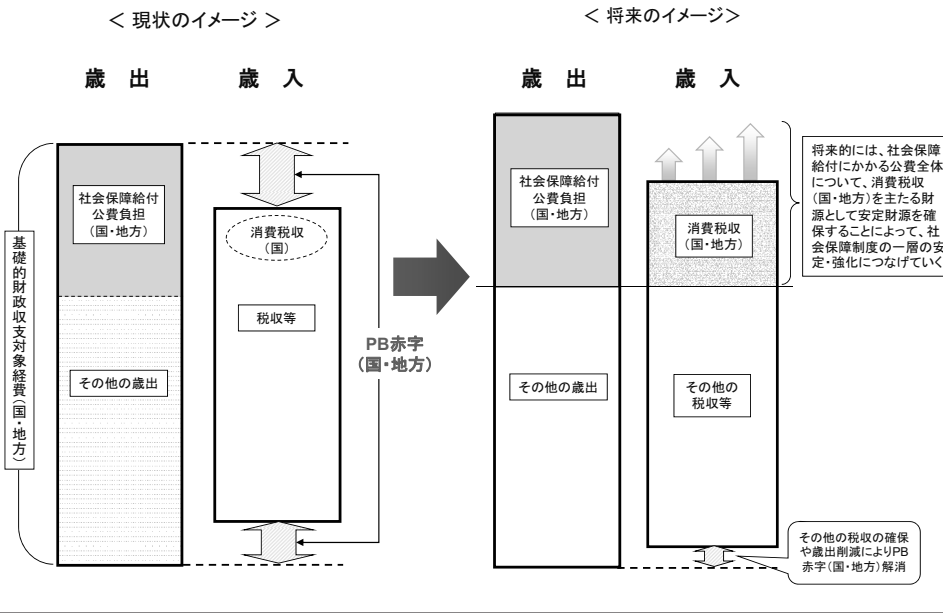 ＜ 現状のイメージ ＞
＜ 将来のイメージ＞
歳 出
歳 入
歳 出
歳 入
基礎的財政収支対象経費（国・地方）
社会保障給付
公費負担
（国・地方）
その他の歳出
消費税収
（国）
税収等
PB赤字
（国・地方）
社会保障給付
公費負担
（国・地方）
その他の歳出
消費税収
（国・地方）
その他の
税収等
将来的には、社会保障
給付にかかる公費全体
について、消費税収
（国・地方）を主たる財
源として安定財源を確
保することによって、社
会保障制度の一層の安
定・強化につなげていく
その他の税収の確保
や歳出削減によりPB
赤字（国・地方）解消